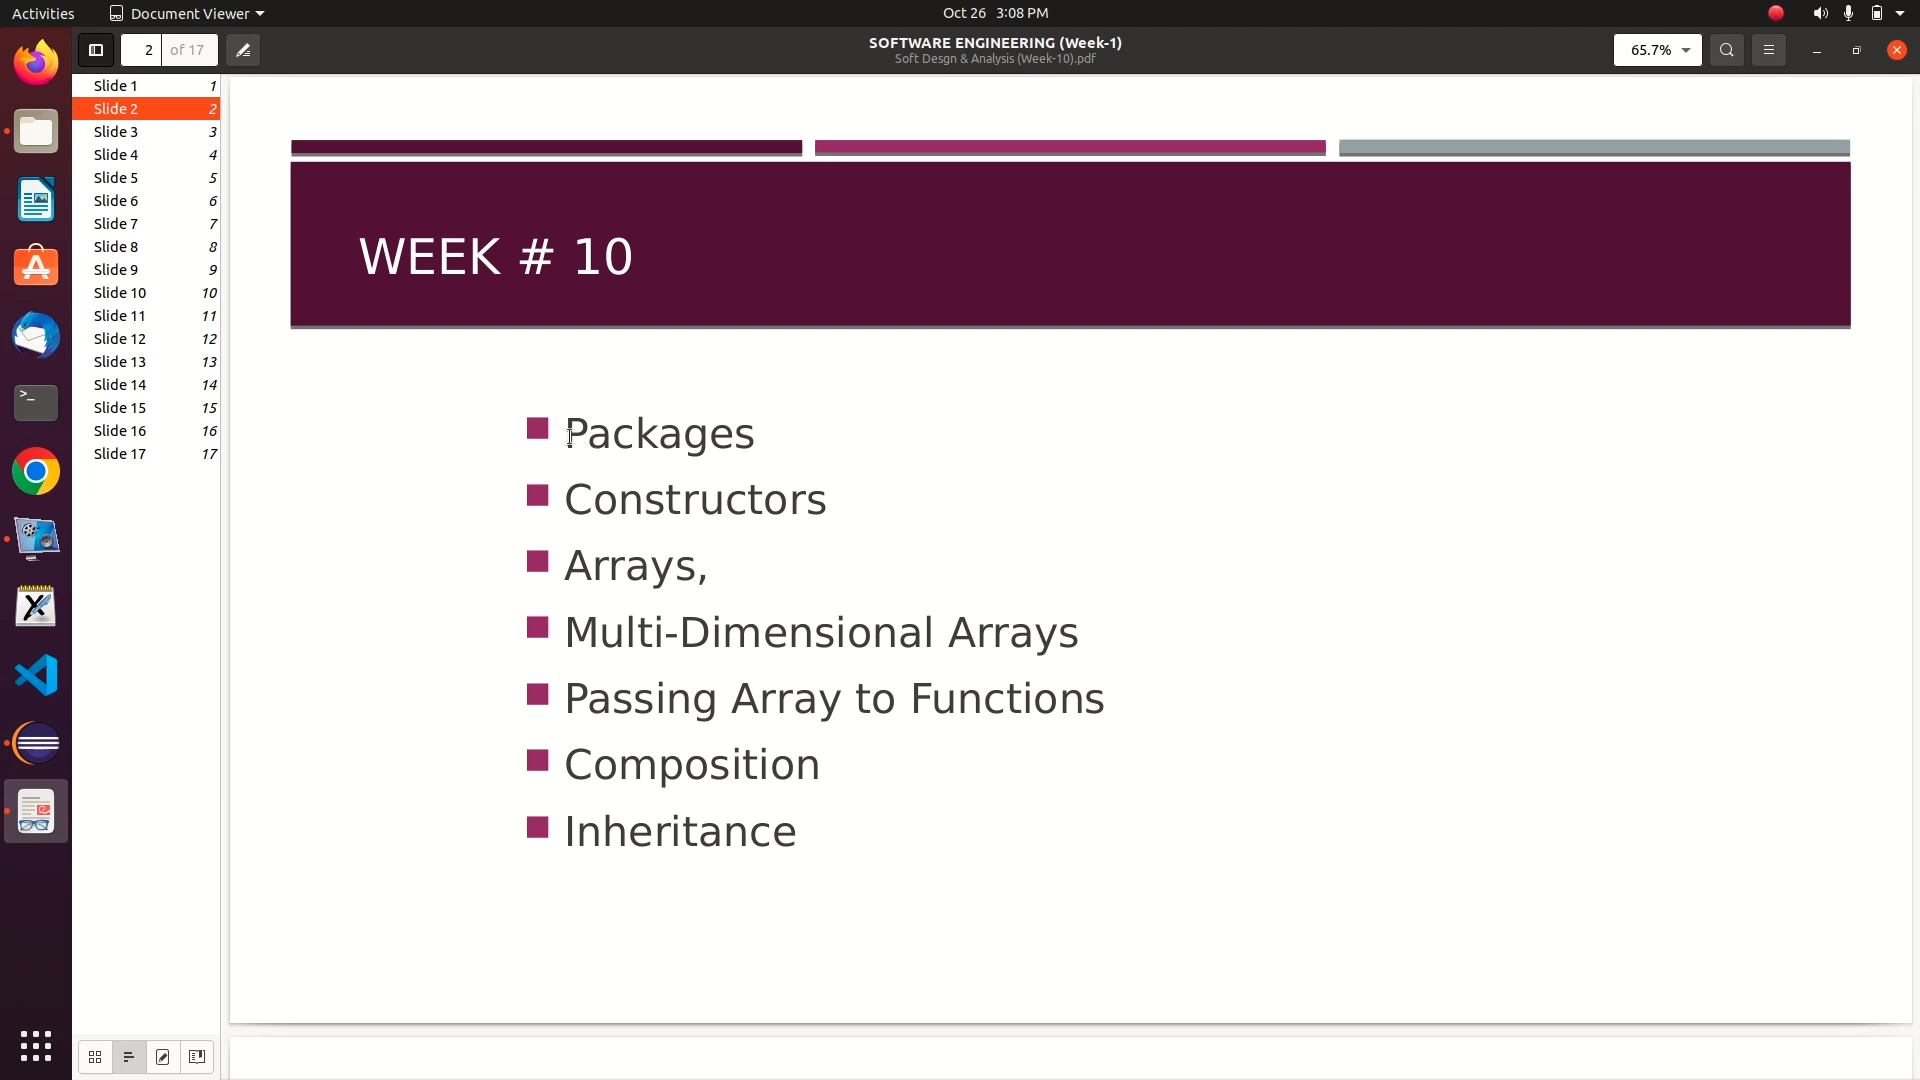 Activities Document Viewer Oct 26 3:08 PM
2 of 17 SOFTWARE ENGINEERING (Week-1) 65.7%
Soft Desgn & Analysis (Week-10).pdf
Slide 1 1
Slide 2 2
Slide 3 3
Slide 4 4
Slide 5 5
Slide 6 6
Slide 7 7
Slide 8 8
Slide 9 9
Slide 10 10
Slide 11 11
Slide 12 12
Slide 13 13
Slide 14 14
Slide 15 15
Slide 16 16
Slide 17 17
WEEK # 10
Packages
Constructors
Arrays,
Multi-Dimensional Arrays
Passing Array to Functions
Composition
Inheritance